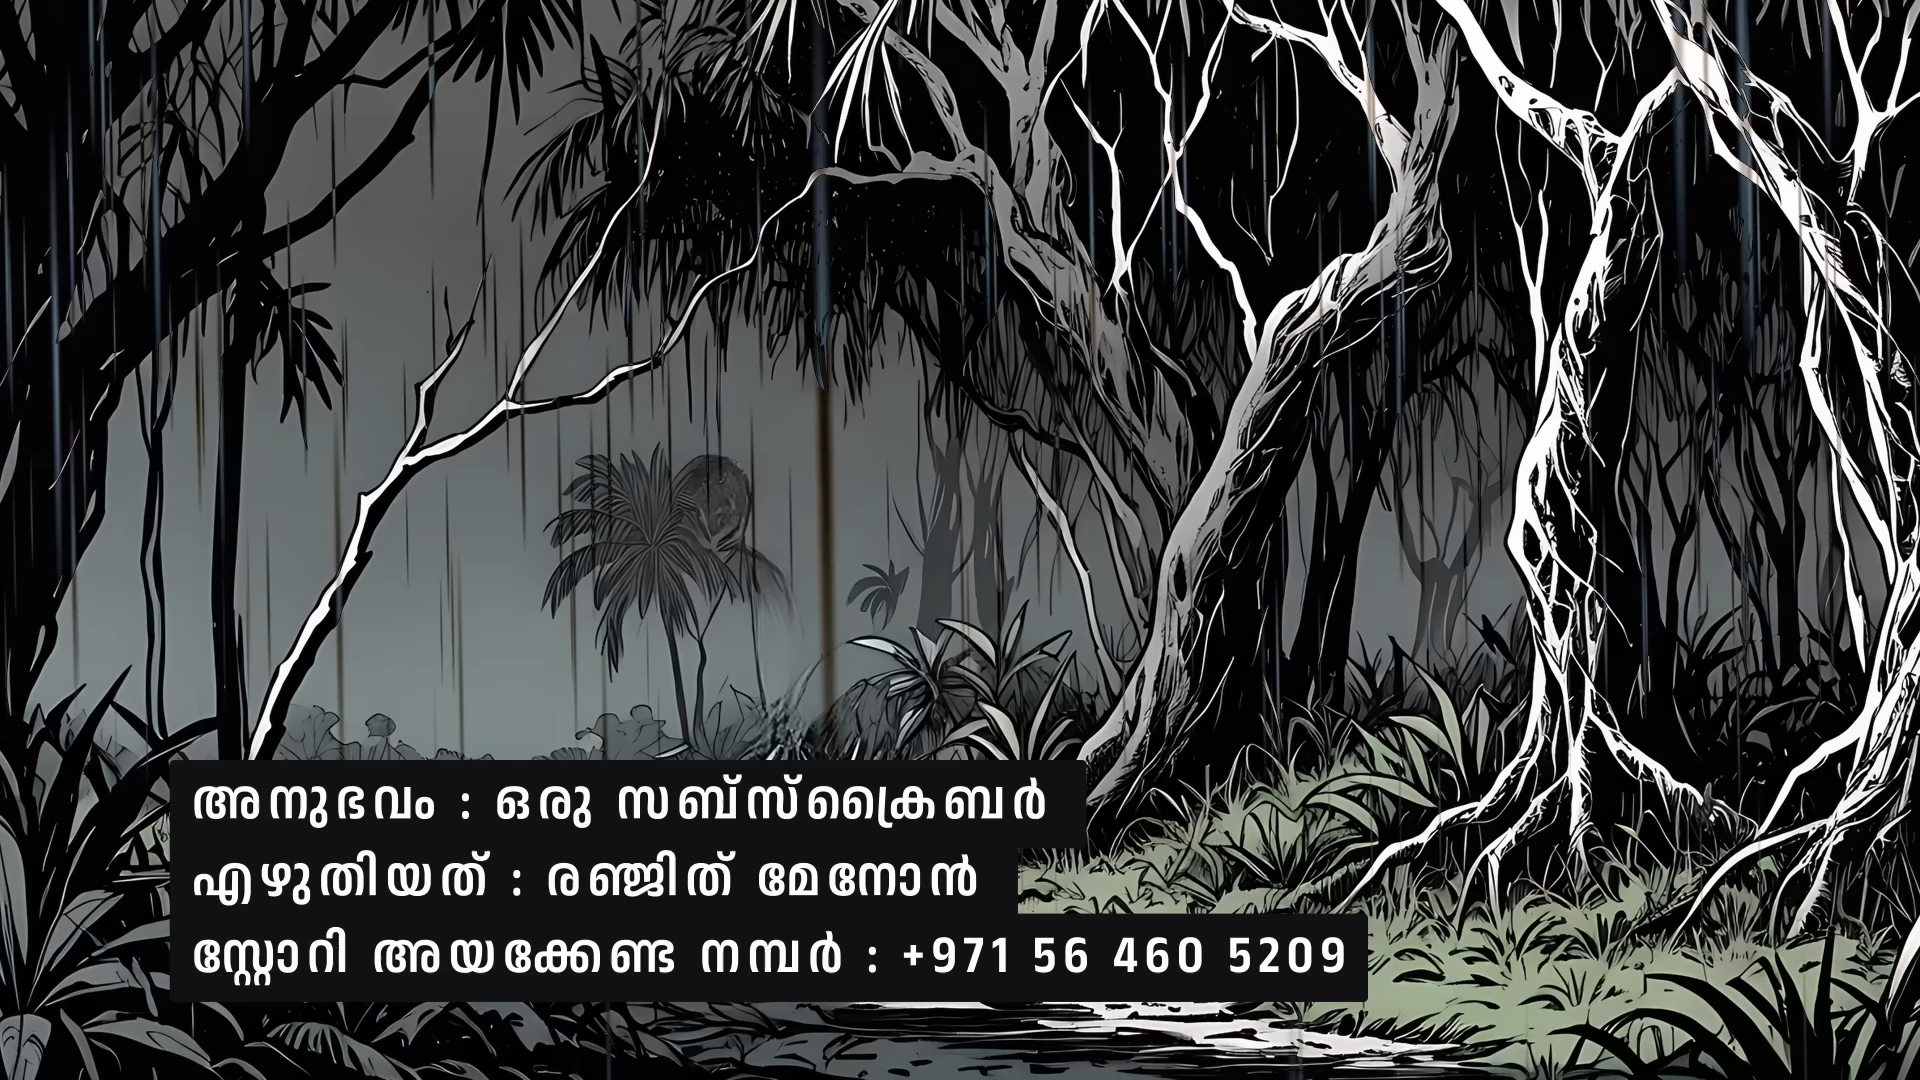 അനുഭവം : ഒരു സബ്സ്ക്രൈബർ
എഴുതിയത് : രഞ്ജിത് മേനോൻ
സ്റ്റോറി അയക്കേണ്ട നമ്പർ : +971 56 460 5209